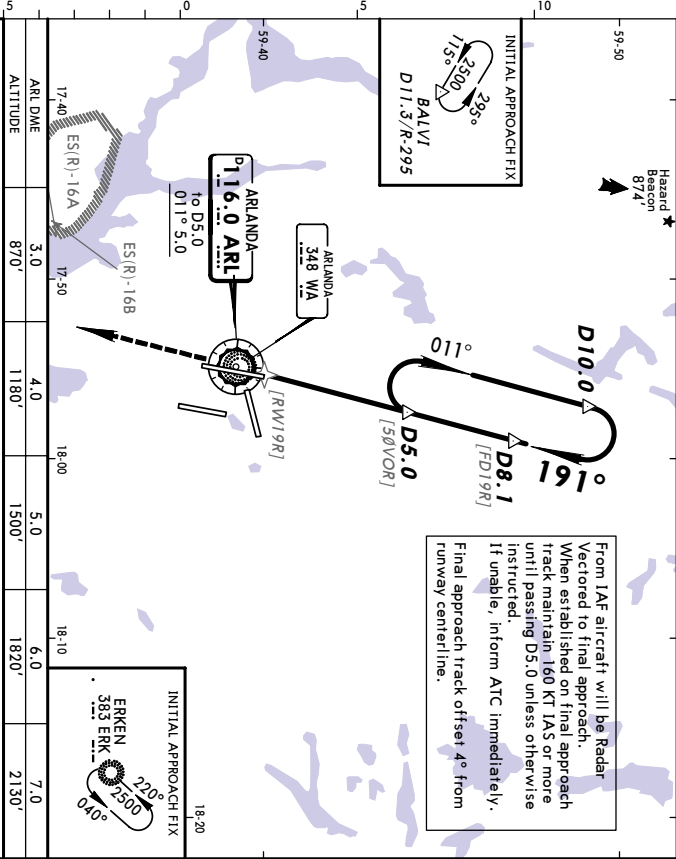 ARL DME 3.0 4.0 5.0 6.0 7.0
ALTITUDE 870' 1180' 1500' 1820' 2130'
INITIAL APPROACH FIX
115°
2500
295°
BALVI
D11.3/R-295
Hazard
Beacon
874'
5
0
5
10
59-40
59-50
17-40
17-50
18-00
18-10
18-20
ES(R)-16A
ES(R)-16B
ARLANDA
D 116.0 ARL
to D5.0
011° 5.0
ARLANDA
348 WA
[RW19R]
011°
D10.0
D5.0
[5ØVOR]
D8.1
[FD19R]
191°
From IAF aircraft will be Radar
Vectored to final approach.
When established on final approach
track maintain 160 KT IAS or more
until passing D5.0 unless otherwise
instructed.
If unable, inform ATC immediately.
Final approach track offset 4° from
runway centerline.
INITIAL APPROACH FIX
ERKEN
383 ERK
220°
2500
040°